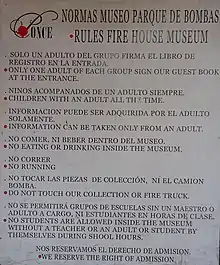 PONCE
NORMAS MUSEO PARQUE DE BOMBAS
RULES FIRE HOUSE MUSEUM
. SOLO UN ADULTO DEL GRUPO FIRMA EL LIBRO DE
REGISTRO EN LA ENTRADA.
ONLY ONE ADULT OF EACH GROUP SIGN OUR GUEST BOOK
AT THE ENTRANCE.
. NINOS ACOMPANADOS DE UN ADULTO SIEMPRE.
CHILDREN WITH AN ADULT ALL THE TIME.
. INFORMACION PUEDE SER ADQUIRIDA POR EL ADULTO
SOLAMENTE.
INFORMATION CAN BE TAKEN ONLY FROM AN ADULT.
. NO COMER, NI BEBER DENTRO DEL MUSEO.
NO EATING OR DRINKING INSIDE THE MUSEUM.
. NO CORRER
NO RUNNING
. NO TOCAR LAS PIEZAS DE COLECCIÓN, NI EL CAMION
BOMBA.
DO NOT TOUCH OUR COLLECTION OR FIRE TRUCK.
. NO SE PERMITIRÁ GRUPOS DE ESCUELAS SIN UN MAESTRO O
ADULTO A CARGO, NI ESTUDIANTES EN HORAS DE CLASE.
NO STUDENTS ARE ALLOWED INSIDE THE MUSEUM
WITHOUT A TEACHER OR AN ADULT OR STUDENT BY
THEMSELVES DURING SHOOL HOURS.
NOS RESERVAMOS EL DERECHO DE ADMISION.
WE RESERVE THE RIGHT OF ADMISSION.